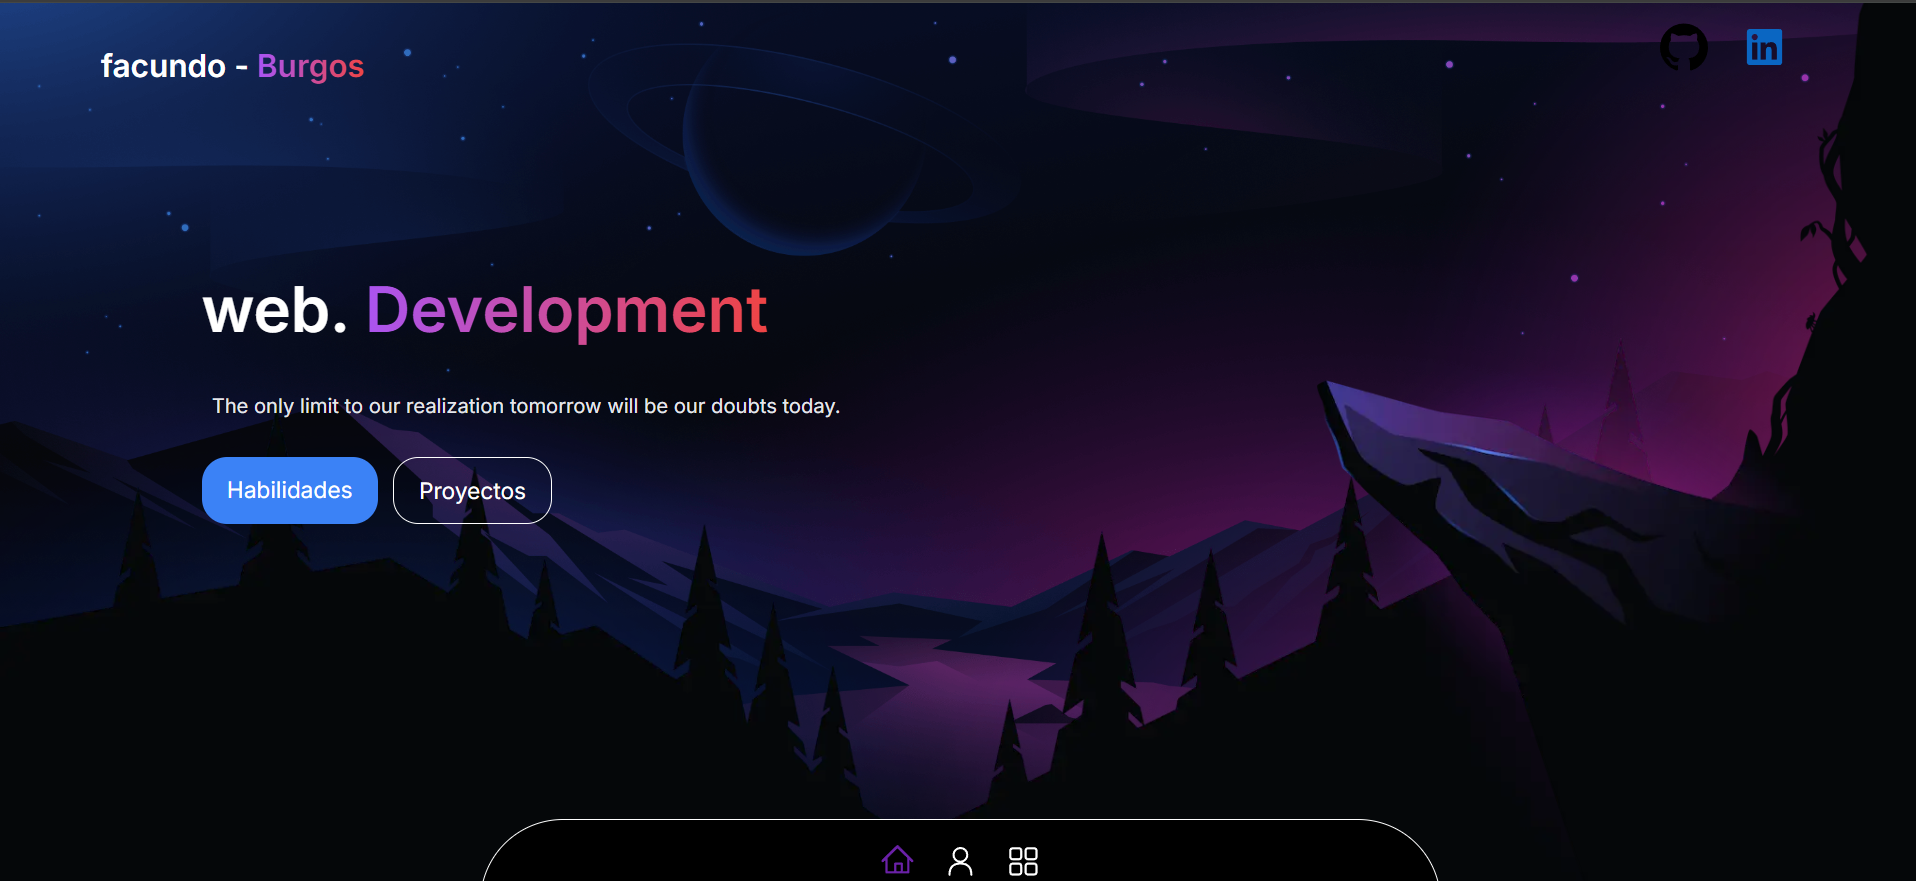 facundo - Burgos
in
web. Development
The only limit to our realization tomorrow will be our doubts today.
Habilidades
Proyectos